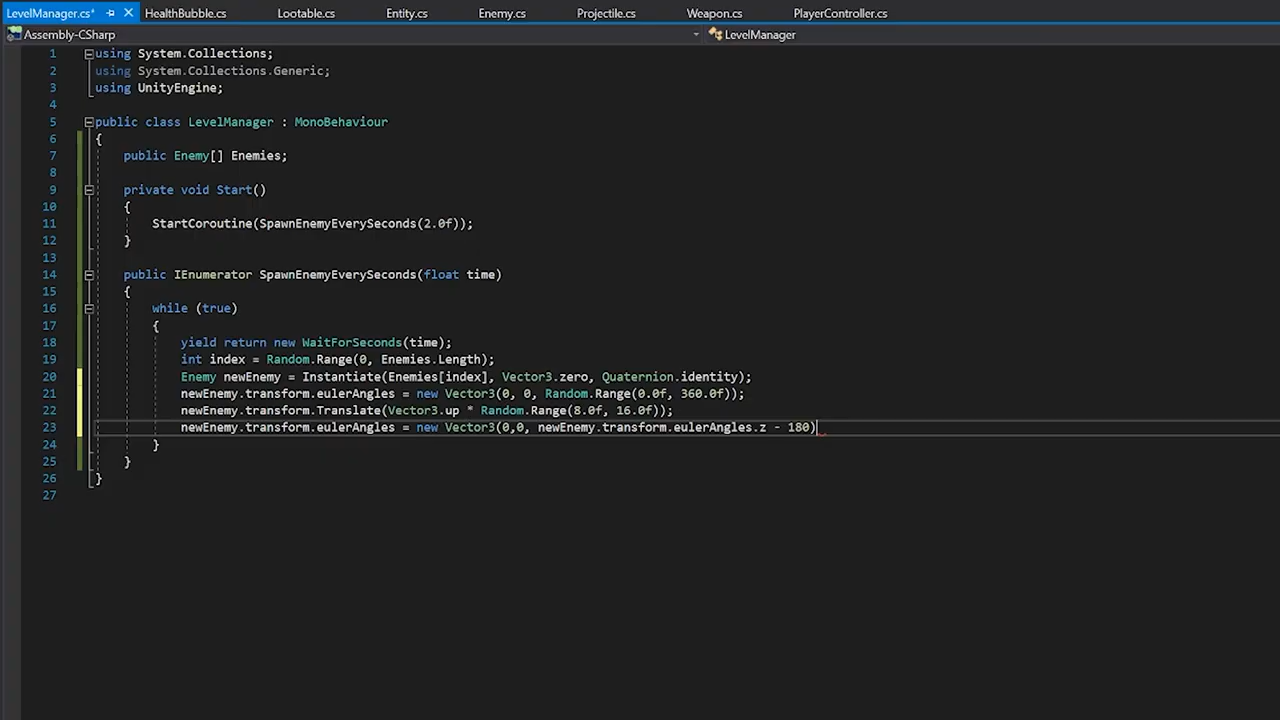 LevelManager.cs* HealthBubble.cs Lootable.cs Entity.cs Enemy.cs Projectile.cs Weapon.cs PlayerController.cs
Assembly-CSharp LevelManager
1 using System.Collections;
2 using System.Collections.Generic;
3 using UnityEngine;
4
5 public class LevelManager : MonoBehaviour
6 {
7 public Enemy[] Enemies;
8
9 private void Start()
10 {
11 StartCoroutine(SpawnEnemyEverySeconds(2.0f));
12 }
13
14 public IEnumerator SpawnEnemyEverySeconds(float time)
15 {
16 while (true)
17 {
18 yield return new WaitForSeconds(time);
19 int index = Random.Range(0, Enemies.Length);
20 Enemy newEnemy = Instantiate(Enemies[index], Vector3.zero, Quaternion.identity);
21 newEnemy.transform.eulerAngles = new Vector3(0, 0, Random.Range(0.0f, 360.0f));
22 newEnemy.transform.Translate(Vector3.up * Random.Range(8.0f, 16.0f));
23 newEnemy.transform.eulerAngles = new Vector3(0,0, newEnemy.transform.eulerAngles.z - 180)
24 }
25 }
26 }
27